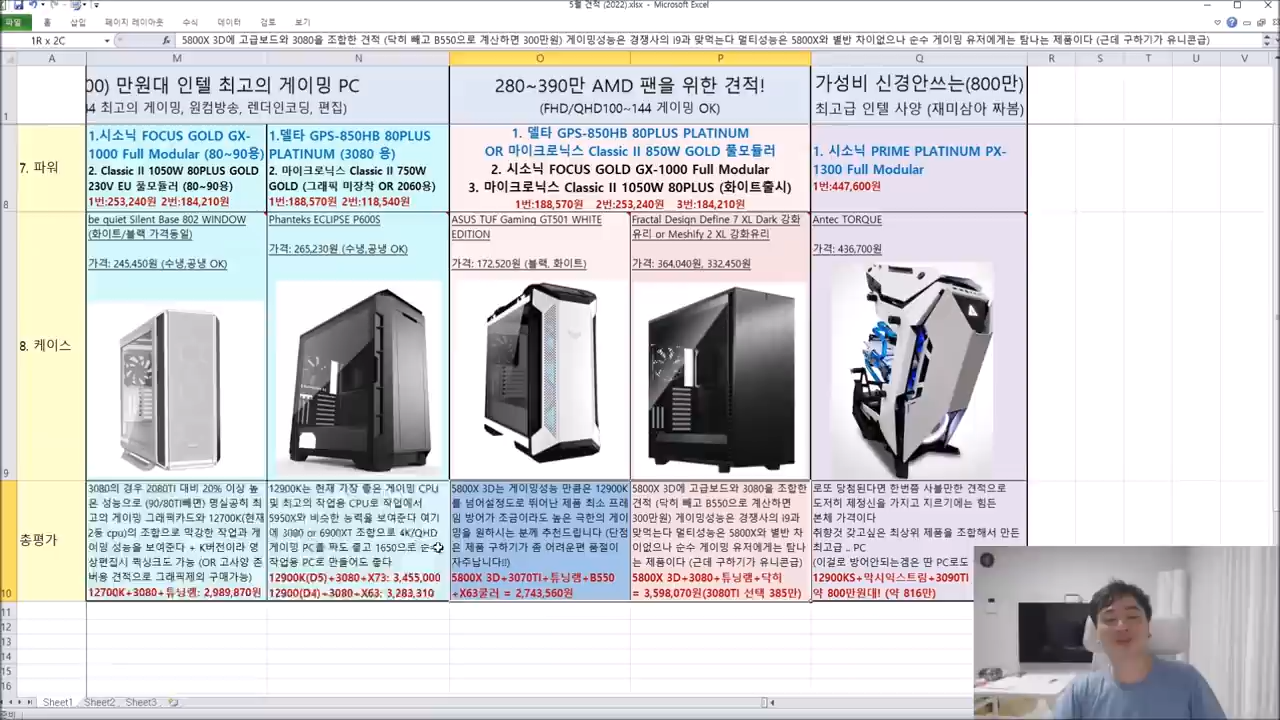 5월 견적 (2022).xlsx - Microsoft Excel
파일 홈 삽입 페이지 레이아웃 수식 데이터 검토 보기
1R x 2C fx 5800X 3D에 고급보드와 3080을 조합한 견적 (닥히 빼고 B550으로 계산하면 300만원) 게이밍성능은 경쟁사의 i9과 맞먹는다 멀티성능은 5800X와 별반 차이없으나 순수 게이밍 유저에게는 탐나는 제품이다 (근데 구하기가 유니콘급)
A M N O P Q R S T U V
1
00) 만원대 인텔 최고의 게이밍 PC
4 최고의 게이밍, 원컴방송, 렌더인코딩, 편집)
280~390만 AMD 팬을 위한 견적!
(FHD/QHD100~144 게이밍 OK)
가성비 신경안쓰는(800만)
최고급 인텔 사양 (재미삼아 짜봄)
7. 파워
8
1.시소닉 FOCUS GOLD GX-
1000 Full Modular (80~90용)
2. Classic II 1050W 80PLUS GOLD
230V EU 풀모듈러 (80~90용)
1번:253,240원 2번:184,210원
1.델타 GPS-850HB 80PLUS
PLATINUM (3080 용)
2. 마이크로닉스 Classic II 750W
GOLD (그래픽 미장착 OR 2060용)
1번:188,570원 2번:118,540원
1. 델타 GPS-850HB 80PLUS PLATINUM
OR 마이크로닉스 Classic II 850W GOLD 풀모듈러
2. 시소닉 FOCUS GOLD GX-1000 Full Modular
3. 마이크로닉스 Classic II 1050W 80PLUS (화이트출시)
1번:188,570원 2번:253,240원 3번:184,210원
1. 시소닉 PRIME PLATINUM PX-
1300 Full Modular
1번:447,600원
8. 케이스
9
be quiet Silent Base 802 WINDOW
(화이트/블랙 가격동일)
가격: 245,450원 (수냉,공냉 OK)
Phanteks ECLIPSE P600S
가격: 265,230원 (수냉,공냉 OK)
ASUS TUF Gaming GT501 WHITE
EDITION
가격: 172,520원 (블랙, 화이트)
Fractal Design Define 7 XL Dark 강화
유리 or Meshify 2 XL 강화유리
가격: 364,040원, 332,450원
Antec TORQUE
가격: 436,700원
총평가
10
3080의 경우 2080TI 대비 20% 이상 높
은 성능으로 (90/80TI빼면) 명실공히 최
고의 게이밍 그래픽카드와 12700K(현재
2등 cpu)의 조합으로 막강한 작업과 게
이밍 성능을 보여준다 + K버전이라 영
상편집시 퀵싱크도 가능 (OR 고사양 존
버용 견적으로 그래픽제외 구매가능)
12700K+3080+튜닝램: 2,989,870원
12900K는 현재 가장 좋은 게이밍 CPU
및 최고의 작업용 CPU로 작업에서
5950X와 비슷한 능력을 보여준다 여기
에 3080 or 6900XT 조합으로 4K/QHD
게이밍 PC를 짜도 좋고 1650으로 순수
작업용 PC로 만들어도 좋다
12900K(D5)+3080+X73: 3,455,000
12900(D4)+3080+X63: 3,283,310
5800X 3D는 게이밍성능 만큼은 12900K
를 넘어설정도로 뛰어난 제품 최소 프레
임 방어가 조금이라도 높은 극한의 게이
밍을 원하시는 분께 추천드립니다 (단점
은 제품 구하기가 좀 어려운편 품절이
자주납니다!!)
5800X 3D+3070TI+튜닝램+B550
+X63쿨러 = 2,743,560원
5800X 3D에 고급보드와 3080을 조합한
견적 (닥히 빼고 B550으로 계산하면
300만원) 게이밍성능은 경쟁사의 i9과
맞먹는다 멀티성능은 5800X와 별반 차
이없으나 순수 게이밍 유저에게는 탐나
는 제품이다 (근데 구하기가 유니콘급)
5800X 3D+3080+튜닝램+닥히
= 3,598,070원(3080TI 선택 385만)
로또 당첨된다면 한번쯤 사볼만한 견적으로
도저히 제정신을 가지고 지르기에는 힘든
본체 가격이다
취향것 갖고싶은 최상위 제품을 조합해서 만든
최고급 .. PC
(이걸로 방어안되는겜은 딴 PC로도
12900KS+막시익스트림+3090TI
약 800만원대! (약 816만)
11
12
13
14
15
16
Sheet1 Sheet2 Sheet3
준비